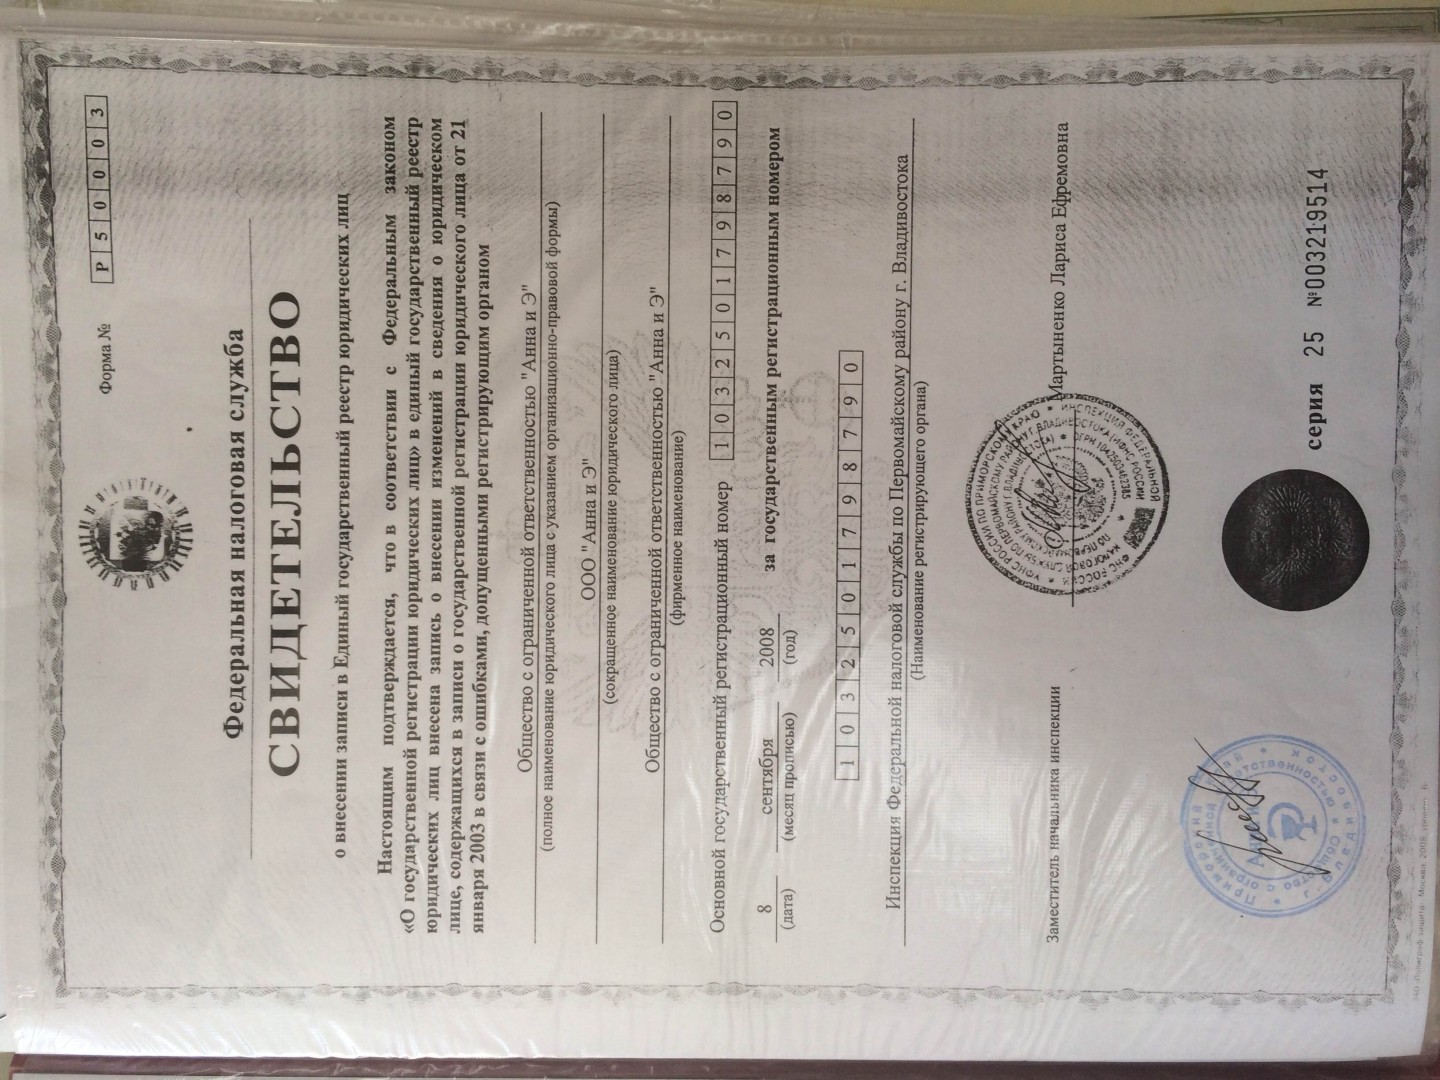 Форма № Р 5 0 0 0 3
Федеральная налоговая служба
СВИДЕТЕЛЬСТВО
о внесении записи в Единый государственный реестр юридических лиц
Настоящим подтверждается, что в соответствии с Федеральным законом
«О государственной регистрации юридических лиц» в единый государственный реестр
юридических лиц внесена запись о внесении изменений в сведения о юридическом
лице, содержащихся в записи о государственной регистрации юридического лица от 21
января 2003 в связи с ошибками, допущенными регистрирующим органом
Общество с ограниченной ответственностью "Анна и Э"
(полное наименование юридического лица с указанием организационно-правовой формы)
ООО "Анна и Э"
(сокращенное наименование юридического лица)
Общество с ограниченной ответственностью "Анна и Э"
(фирменное наименование)
Основной государственный регистрационный номер 1 0 3 2 5 0 1 7 9 8 7 9 0
8 сентября 2008 за государственным регистрационным номером
(дата) (месяц прописью) (год)
1 0 3 2 5 0 1 7 9 8 7 9 0
Инспекция Федеральной налоговой службы по Первомайскому району г. Владивостока
(Наименование регистрирующего органа)
Заместитель начальника инспекции Мартыненко Лариса Ефремовна
серия 25 №003219514